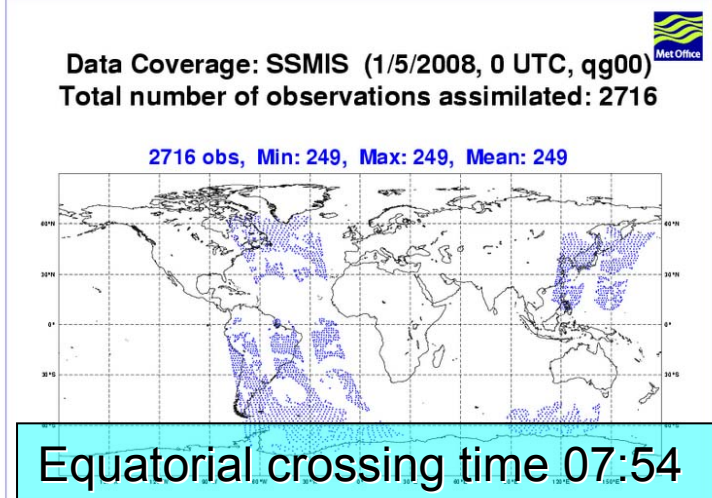 Met Office
Data Coverage: SSMIS (1/5/2008, 0 UTC, qg00)
Total number of observations assimilated: 2716
2716 obs, Min: 249, Max: 249, Mean: 249
60°N 60°N
30°N 30°N
0° 0°
30°S 30°S
Equatorial crossing time 07:54